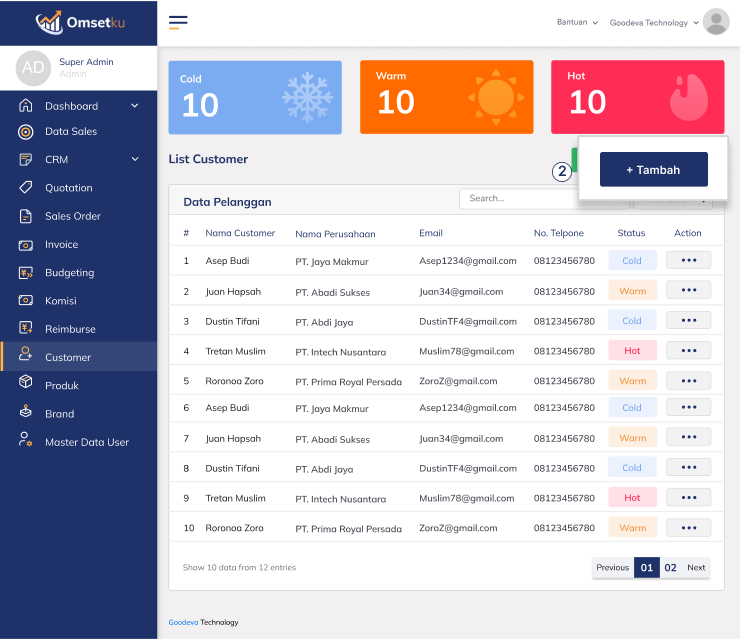 Omsetku
Bantuan
Goodeva Technology
AD
Super Admin
Admin
Dashboard
Data Sales
CRM
Quotation
Sales Order
Invoice
Budgeting
Komisi
Reimburse
Customer
Produk
Brand
Master Data User
Cold
10
Warm
10
Hot
10
List Customer
2
+ Tambah
Data Pelanggan
Search...
# Nama Customer Nama Perusahaan Email No. Telpone Status Action
1 Asep Budi PT. Jaya Makmur Asep1234@gmail.com 08123456780 Cold
2 Juan Hapsah PT. Abadi Sukses Juan34@gmail.com 08123456780 Warm
3 Dustin Tifani PT. Abdi Jaya DustinTF4@gmail.com 08123456780 Cold
4 Tretan Muslim PT. Intech Nusantara Muslim78@gmail.com 08123456780 Hot
5 Roronoa Zoro PT. Prima Royal Persada ZoroZ@gmail.com 08123456780 Warm
6 Asep Budi PT. Jaya Makmur Asep1234@gmail.com 08123456780 Cold
7 Juan Hapsah PT. Abadi Sukses Juan34@gmail.com 08123456780 Warm
8 Dustin Tifani PT. Abdi Jaya DustinTF4@gmail.com 08123456780 Cold
9 Tretan Muslim PT. Intech Nusantara Muslim78@gmail.com 08123456780 Hot
10 Roronoa Zoro PT. Prima Royal Persada ZoroZ@gmail.com 08123456780 Warm
Show 10 data from 12 entries
Previous 01 02 Next
Goodeva Technology